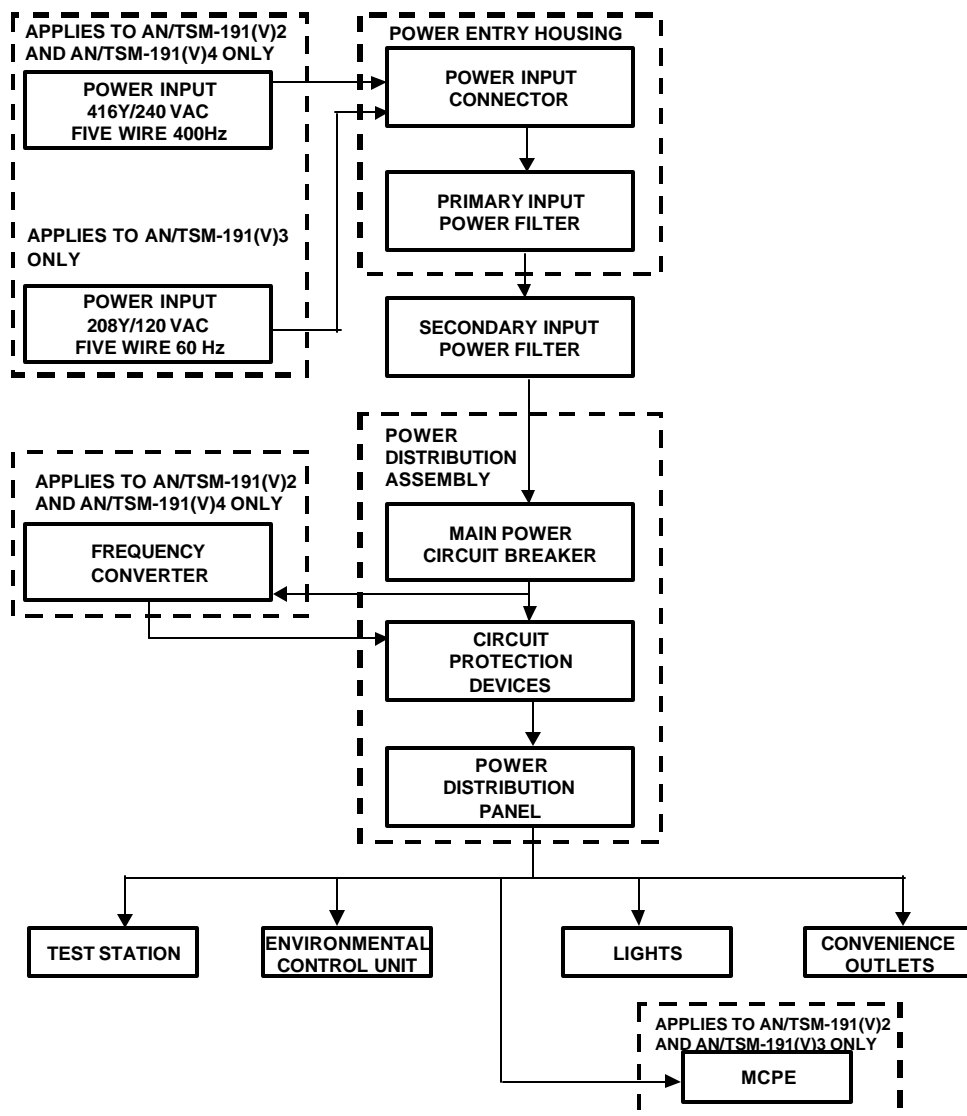 APPLIES TO AN/TSM-191(V)2
AND AN/TSM-191(V)4 ONLY
POWER INPUT
416Y/240 VAC
FIVE WIRE 400Hz
APPLIES TO AN/TSM-191(V)3
ONLY
POWER INPUT
208Y/120 VAC
FIVE WIRE 60 Hz
POWER ENTRY HOUSING
POWER INPUT
CONNECTOR
PRIMARY INPUT
POWER FILTER
SECONDARY INPUT
POWER FILTER
POWER
DISTRIBUTION
ASSEMBLY
MAIN POWER
CIRCUIT BREAKER
APPLIES TO AN/TSM-191(V)2
AND AN/TSM-191(V)4 ONLY
FREQUENCY
CONVERTER
CIRCUIT
PROTECTION
DEVICES
POWER
DISTRIBUTION
PANEL
TEST STATION
ENVIRONMENTAL
CONTROL UNIT
LIGHTS
CONVENIENCE
OUTLETS
APPLIES TO AN/TSM-191(V)2
AND AN/TSM-191(V)3 ONLY
MCPE